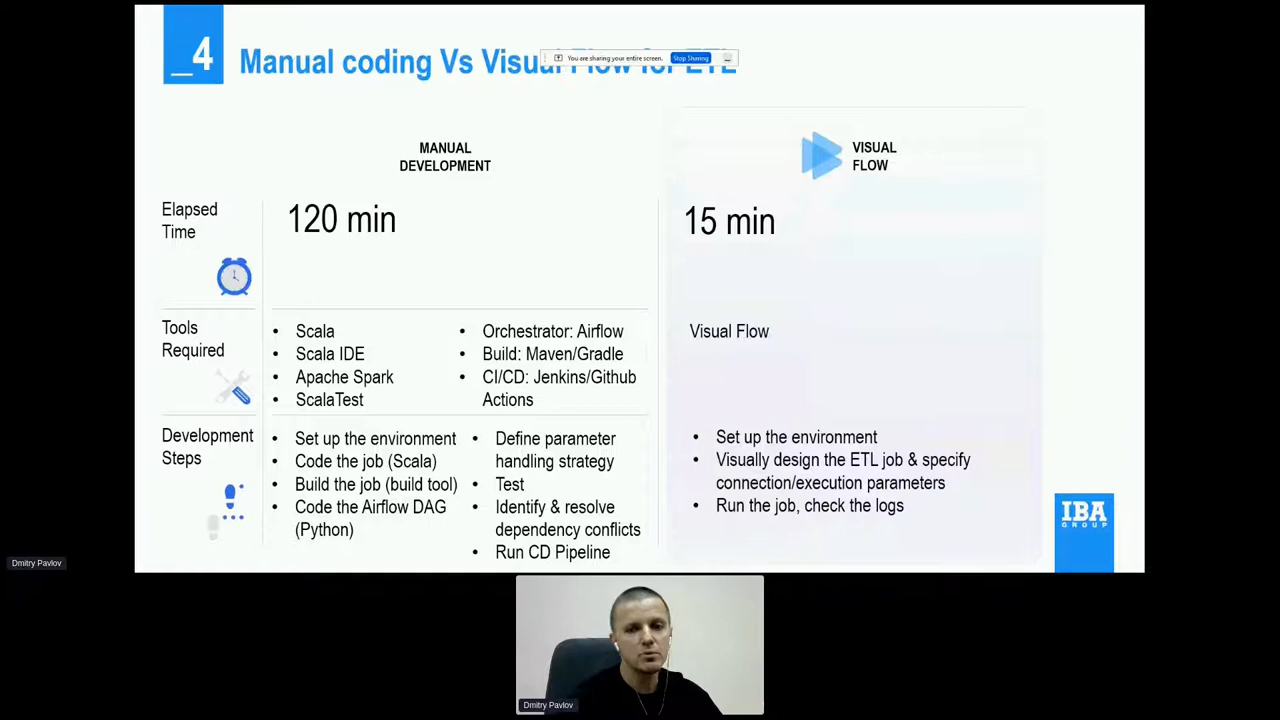 _4
Manual coding Vs Visual Flow for ETL
You are sharing your entire screen.
Stop Sharing
MANUAL
DEVELOPMENT
VISUAL
FLOW
Elapsed
Time
120 min
15 min
Tools
Required
• Scala
• Scala IDE
• Apache Spark
• ScalaTest
• Orchestrator: Airflow
• Build: Maven/Gradle
• CI/CD: Jenkins/Github
Actions
Visual Flow
Development
Steps
• Set up the environment
• Code the job (Scala)
• Build the job (build tool)
• Code the Airflow DAG
(Python)
• Define parameter
handling strategy
• Test
• Identify & resolve
dependency conflicts
• Run CD Pipeline
• Set up the environment
• Visually design the ETL job & specify
connection/execution parameters
• Run the job, check the logs
IBA
GROUP
Dmitry Pavlov
Dmitry Pavlov